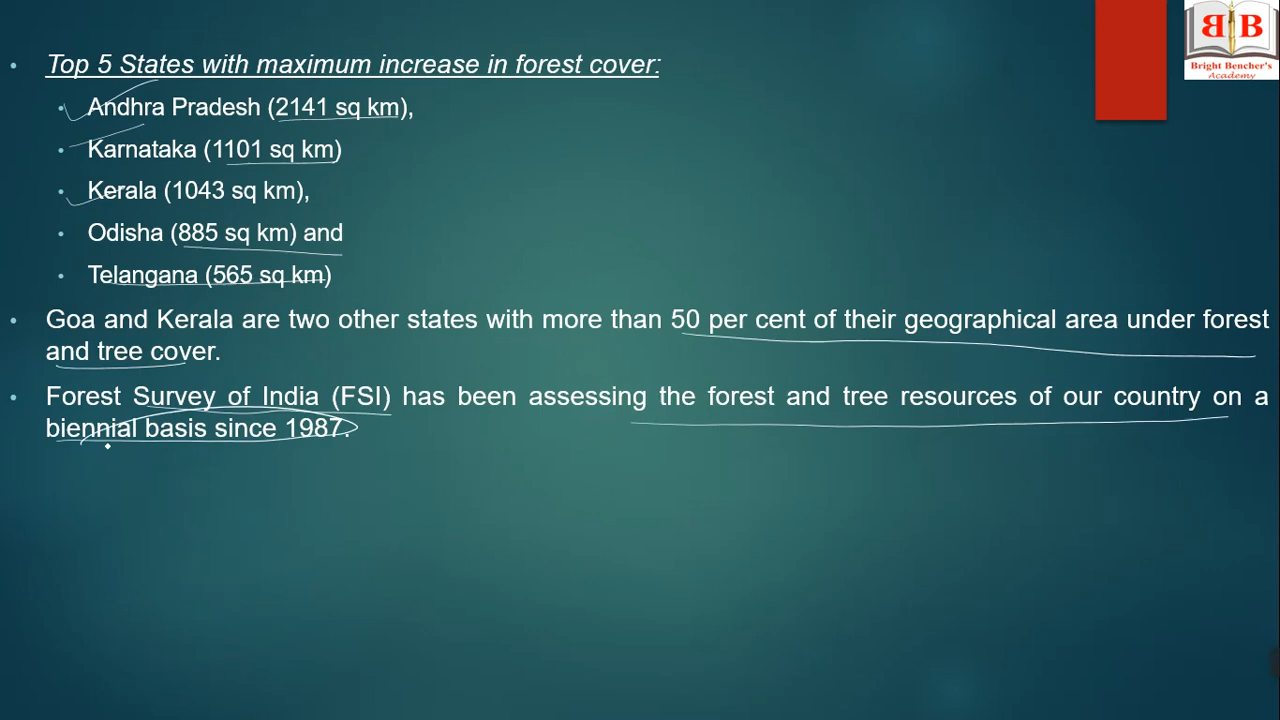 Top 5 States with maximum increase in forest cover:
Andhra Pradesh (2141 sq km),
Karnataka (1101 sq km)
Kerala (1043 sq km),
Odisha (885 sq km) and
Telangana (565 sq km)
Goa and Kerala are two other states with more than 50 per cent of their geographical area under forest
and tree cover.
Forest Survey of India (FSI) has been assessing the forest and tree resources of our country on a
biennial basis since 1987.
B B
Bright Bencher's
Academy